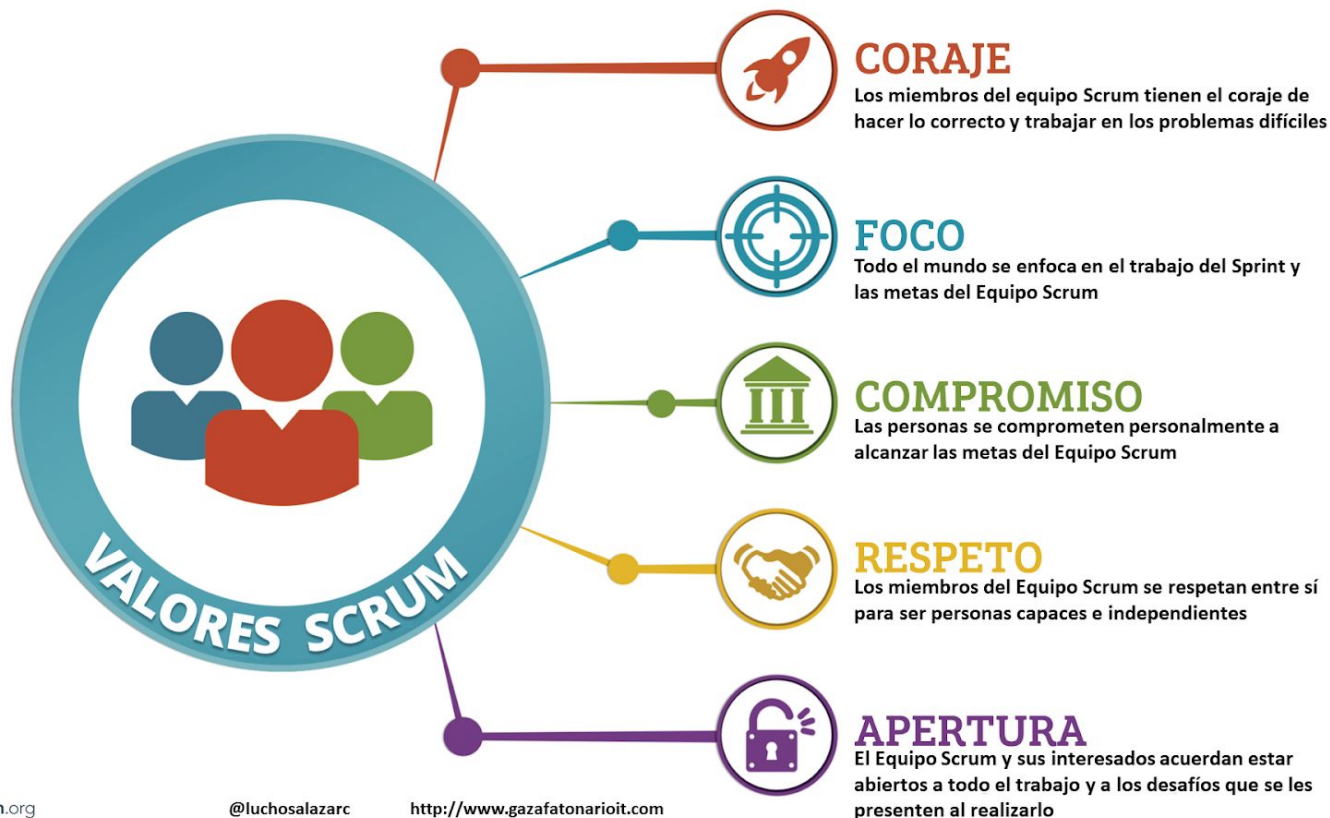 CORAJE
Los miembros del equipo Scrum tienen el coraje de
hacer lo correcto y trabajar en los problemas difíciles
FOCO
Todo el mundo se enfoca en el trabajo del Sprint y
las metas del Equipo Scrum
COMPROMISO
Las personas se comprometen personalmente a
alcanzar las metas del Equipo Scrum
RESPETO
Los miembros del Equipo Scrum se respetan entre sí
para ser personas capaces e independientes
APERTURA
El Equipo Scrum y sus interesados acuerdan estar
abiertos a todo el trabajo y a los desafíos que se les
presenten al realizarlo
VALORES SCRUM
.org
@luchosalazarc
http://www.gazafatonarioit.com